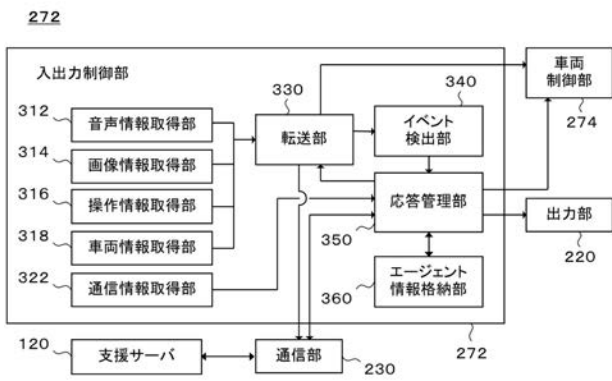 272
入出力制御部
312
音声情報取得部
314
画像情報取得部
316
操作情報取得部
318
車両情報取得部
322
通信情報取得部
330
転送部
340
イベント
検出部
応答管理部
350
エージェント
情報格納部
360
車両
制御部
274
出力部
220
272
120
支援サーバ
通信部
230